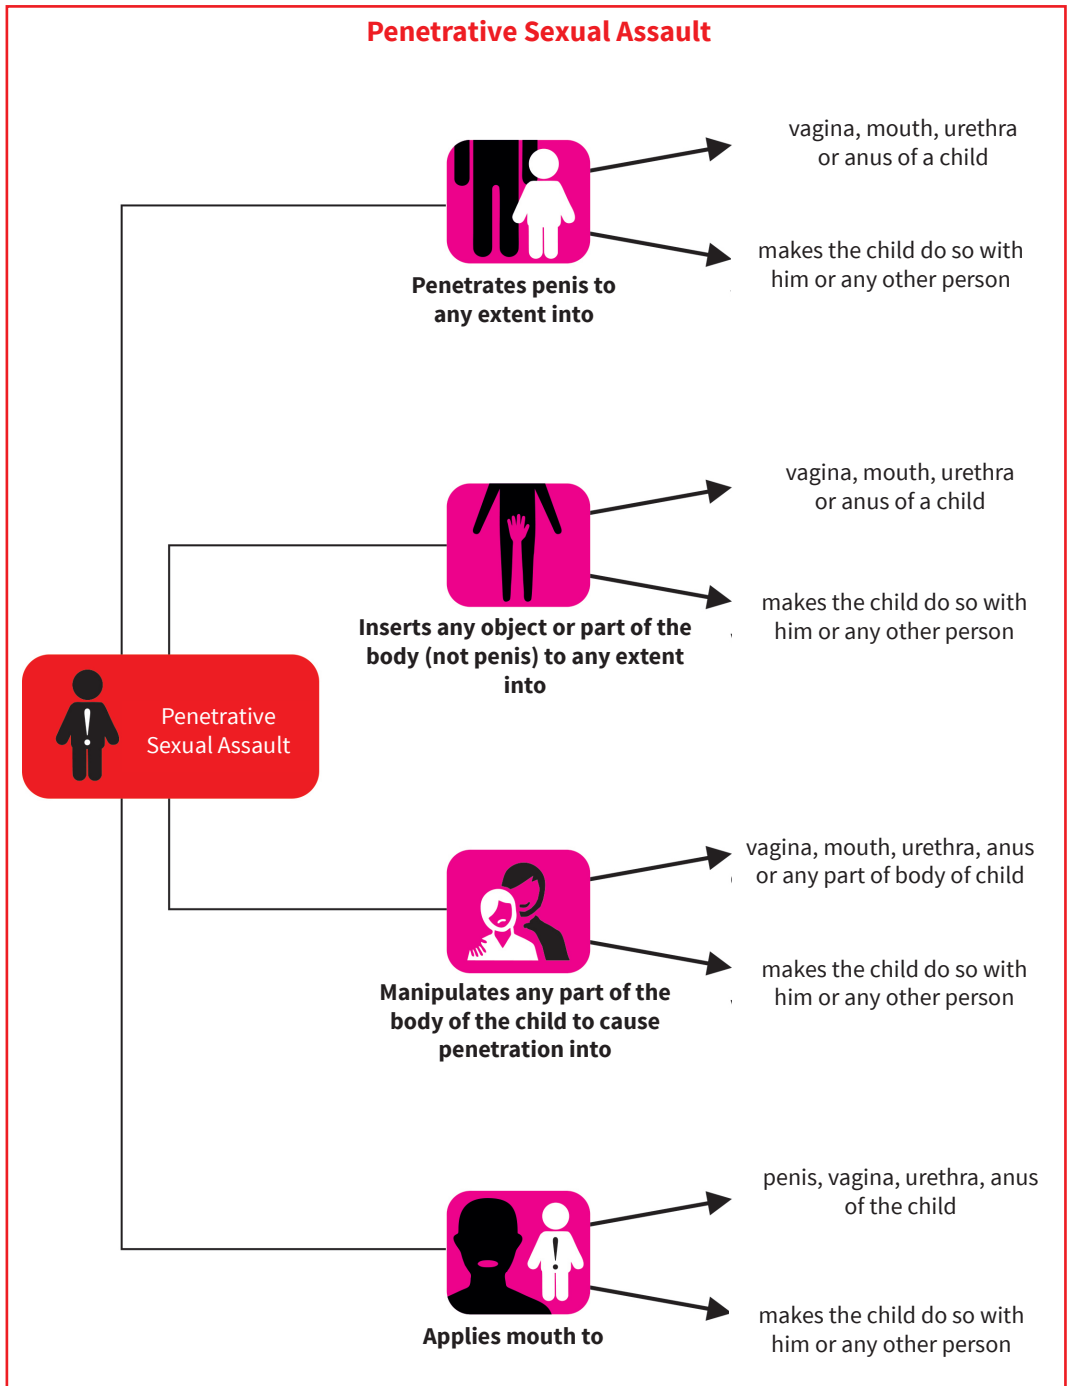 Penetrative Sexual Assault
vagina, mouth, urethra
or anus of a child
makes the child do so with
him or any other person
Penetrates penis to
any extent into
vagina, mouth, urethra
or anus of a child
makes the child do so with
him or any other person
Inserts any object or part of the
body (not penis) to any extent
into
Penetrative
Sexual Assault
vagina, mouth, urethra, anus
or any part of body of child
makes the child do so with
him or any other person
Manipulates any part of the
body of the child to cause
penetration into
penis, vagina, urethra, anus
of the child
makes the child do so with
him or any other person
Applies mouth to